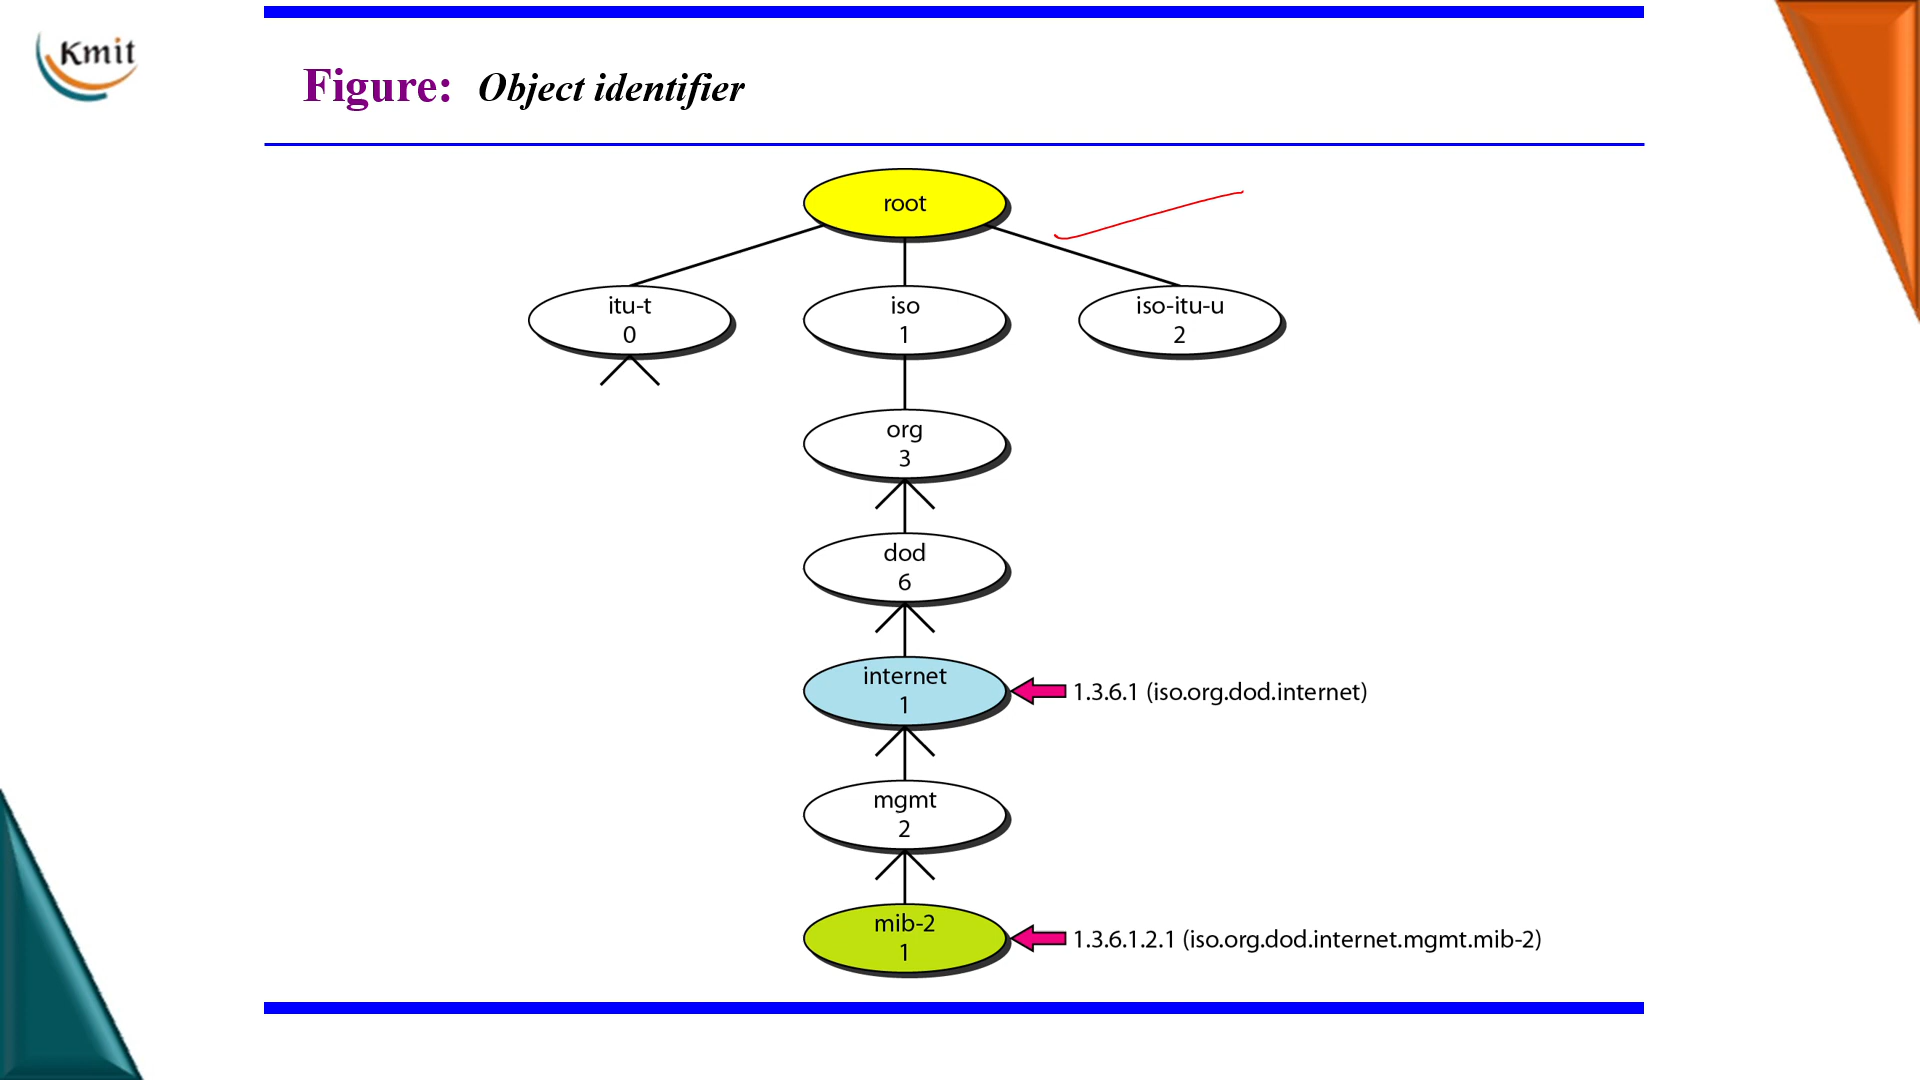 Kmit
Figure: Object identifier
root
itu-t
0
iso
1
iso-itu-u
2
org
3
dod
6
internet
1
1.3.6.1 (iso.org.dod.internet)
mgmt
2
mib-2
1
1.3.6.1.2.1 (iso.org.dod.internet.mgmt.mib-2)